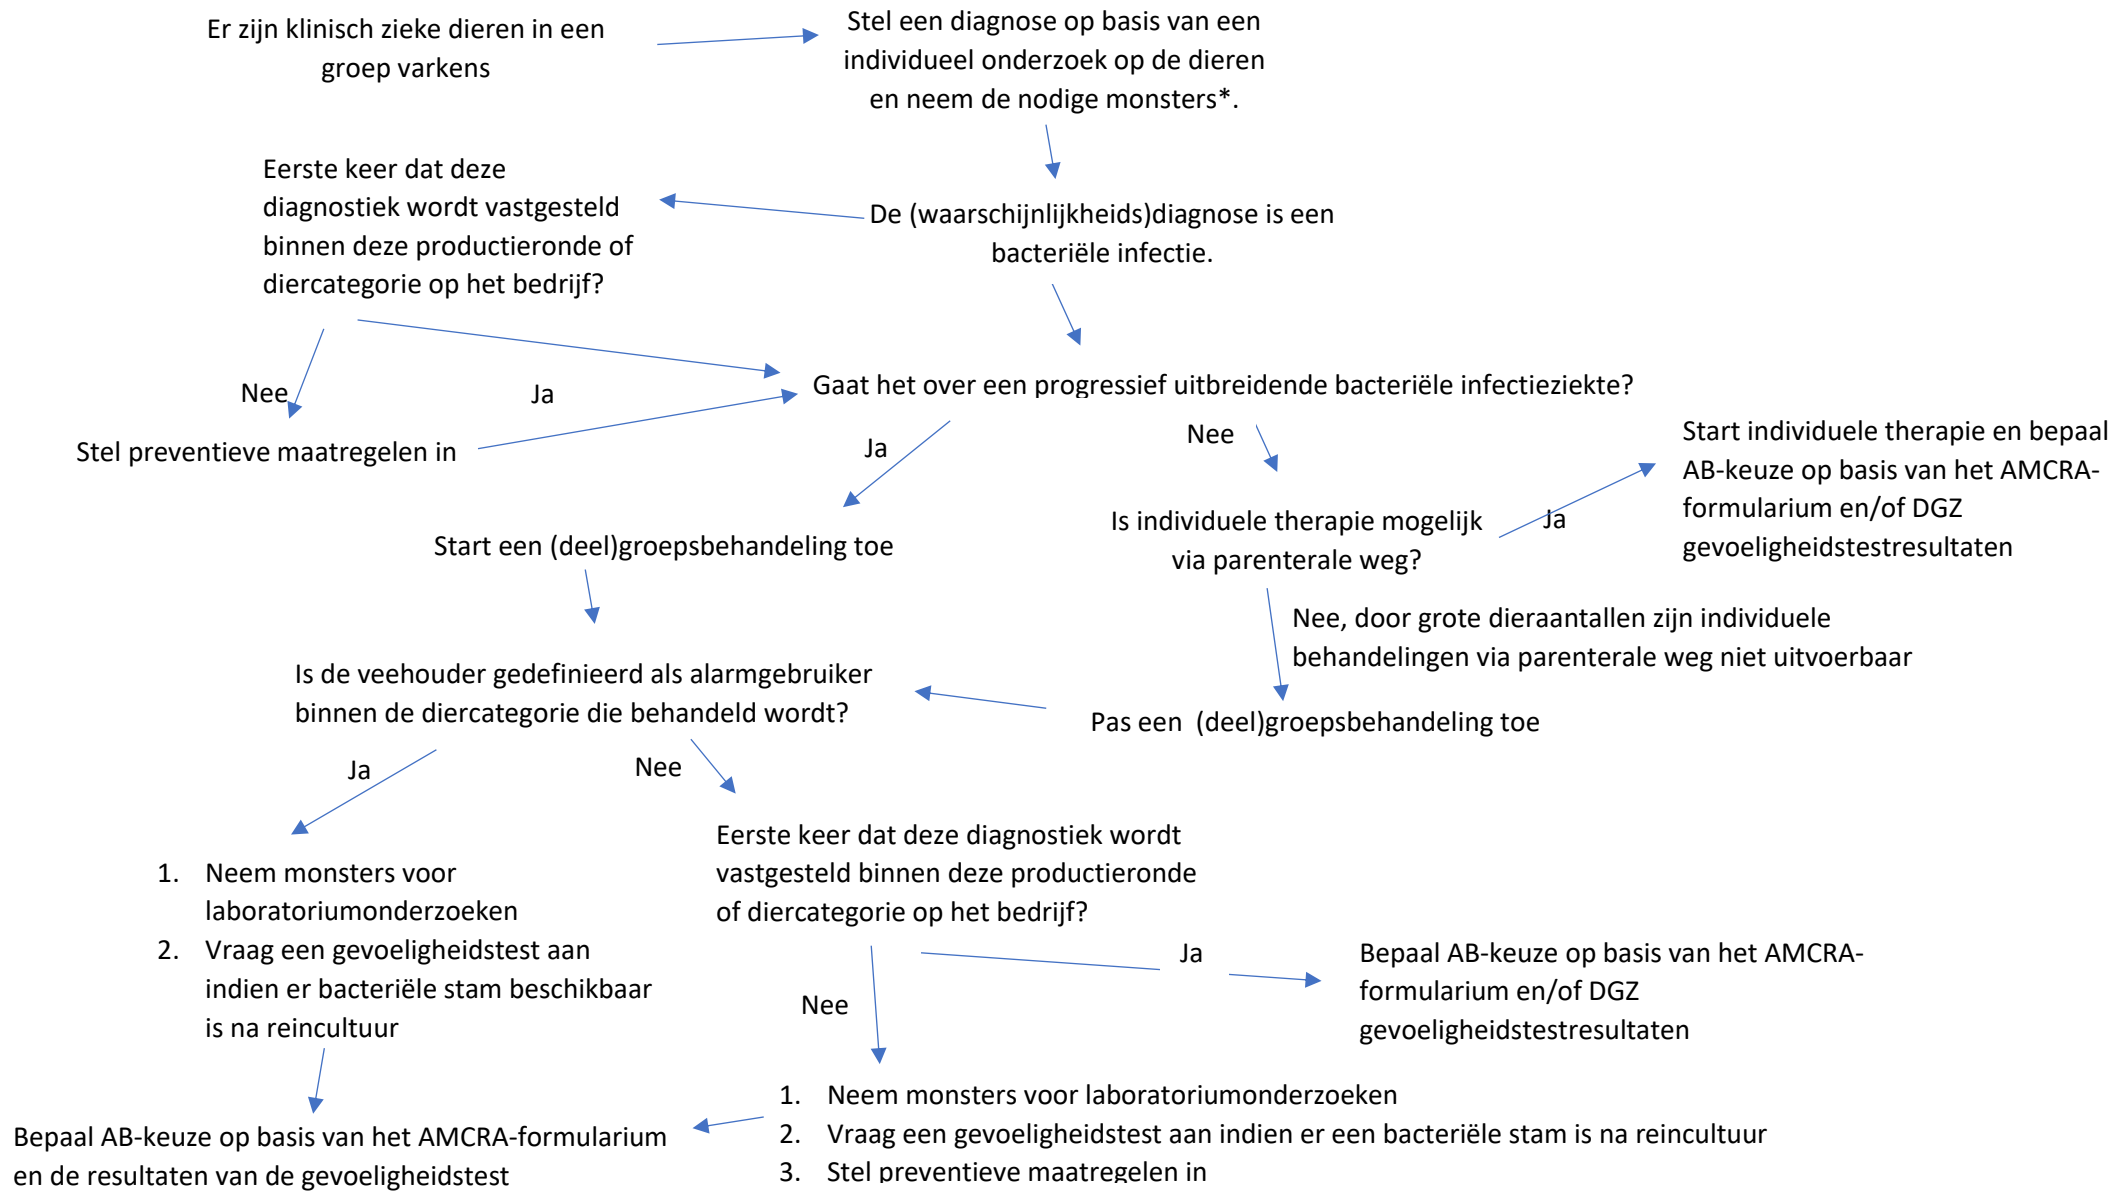 Er zijn klinisch zieke dieren in een
groep varkens
Stel een diagnose op basis van een
individueel onderzoek op de dieren
en neem de nodige monsters*.
Eerste keer dat deze
diagnostiek wordt vastgesteld
binnen deze productieronde of
diercategorie op het bedrijf?
De (waarschijnlijkheids)diagnose is een
bacteriële infectie.
Nee
Ja
Gaat het over een progressief uitbreidende bacteriële infectieziekte?
Stel preventieve maatregelen in
Ja
Nee
Start individuele therapie en bepaal
AB-keuze op basis van het AMCRA-
formularium en/of DGZ
gevoeligheidstestresultaten
Start een (deel)groepsbehandeling toe
Is individuele therapie mogelijk
via parenterale weg?
Ja
Nee, door grote dieraantallen zijn individuele
behandelingen via parenterale weg niet uitvoerbaar
Is de veehouder gedefinieerd als alarmgebruiker
binnen de diercategorie die behandeld wordt?
Pas een (deel)groepsbehandeling toe
Ja
Nee
1. Neem monsters voor
laboratoriumonderzoeken
2. Vraag een gevoeligheidstest aan
indien er bacteriële stam beschikbaar
is na reincultuur
Eerste keer dat deze diagnostiek wordt
vastgesteld binnen deze productieronde
of diercategorie op het bedrijf?
Ja
Nee
Bepaal AB-keuze op basis van het AMCRA-
formularium en/of DGZ
gevoeligheidstestresultaten
Bepaal AB-keuze op basis van het AMCRA-formularium
en de resultaten van de gevoeligheidstest
1. Neem monsters voor laboratoriumonderzoeken
2. Vraag een gevoeligheidstest aan indien er een bacteriële stam is na reincultuur
3. Stel preventieve maatregelen in